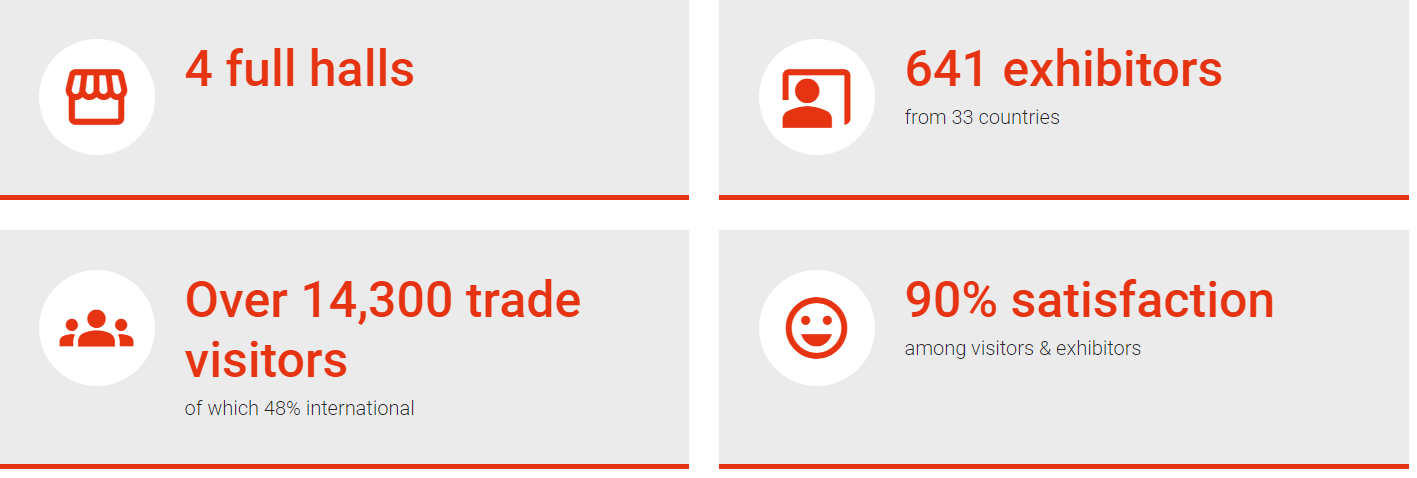 4 full halls
641 exhibitors
from 33 countries
Over 14,300 trade
visitors
of which 48% international
90% satisfaction
among visitors & exhibitors